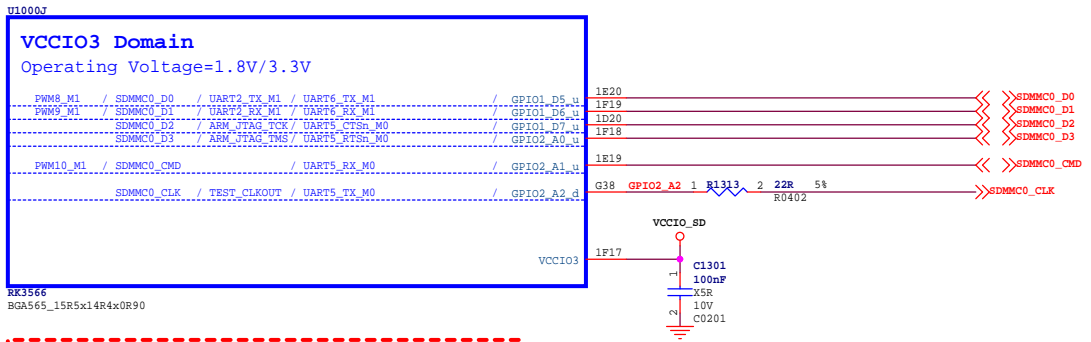 U1000J
VCCIO3 Domain
Operating Voltage=1.8V/3.3V
PWM8_M1 / SDMMC0_D0 / UART2_TX_M1 / UART6_TX_M1 / GPIO1_D5_u 1E20 SDMMC0_D0
PWM9_M1 / SDMMC0_D1 / UART2_RX_M1 / UART6_RX_M1 / GPIO1_D6_u 1F19 SDMMC0_D1
SDMMC0_D2 / ARM_JTAG_TCK / UART5_CTSn_M0 / GPIO1_D7_u 1D20 SDMMC0_D2
SDMMC0_D3 / ARM_JTAG_TMS / UART5_RTSn_M0 / GPIO2_A0_u 1F18 SDMMC0_D3
PWM10_M1 / SDMMC0_CMD / UART5_RX_M0 / GPIO2_A1_u 1E19 SDMMC0_CMD
SDMMC0_CLK / TEST_CLKOUT / UART5_TX_M0 / GPIO2_A2_d G38 GPIO2_A2 1 R1313 2 22R 5% SDMMC0_CLK
R0402
VCCIO_SD
VCCIO3 1F17
1 C1301
100nF
X5R
10V
2 C0201
RK3566
BGA565_15R5x14R4x0R90